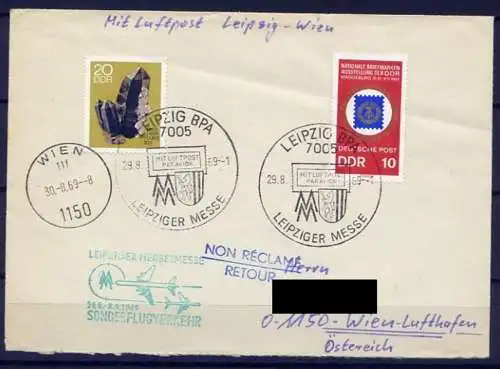 Mit Luftpost Leipzig-Wien
20
DDR
NATIONALE BRIEFMARKEN
AUSSTELLUNG DER DDR
DEUTSCHE POST
DDR 10
LEIPZIG BPA
7005
29.8. 69-1
MIT LUFTPOST
PAR AVION
LEIPZIGER MESSE
LEIPZIG BPA
7005
29.8. 69-1
MIT LUFTPOST
PAR AVION
LEIPZIGER MESSE
WIEN
30.-8.69-8
1150
LEIPZIGER HERBSTMESSE
SONDERFLUGVERKEHR
NON RÉCLAMÉ
RETOUR
Herrn
O-1150-Wien-Lufthafen
Österreich